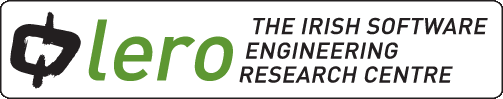 lero
THE IRISH SOFTWARE
ENGINEERING
RESEARCH CENTRE